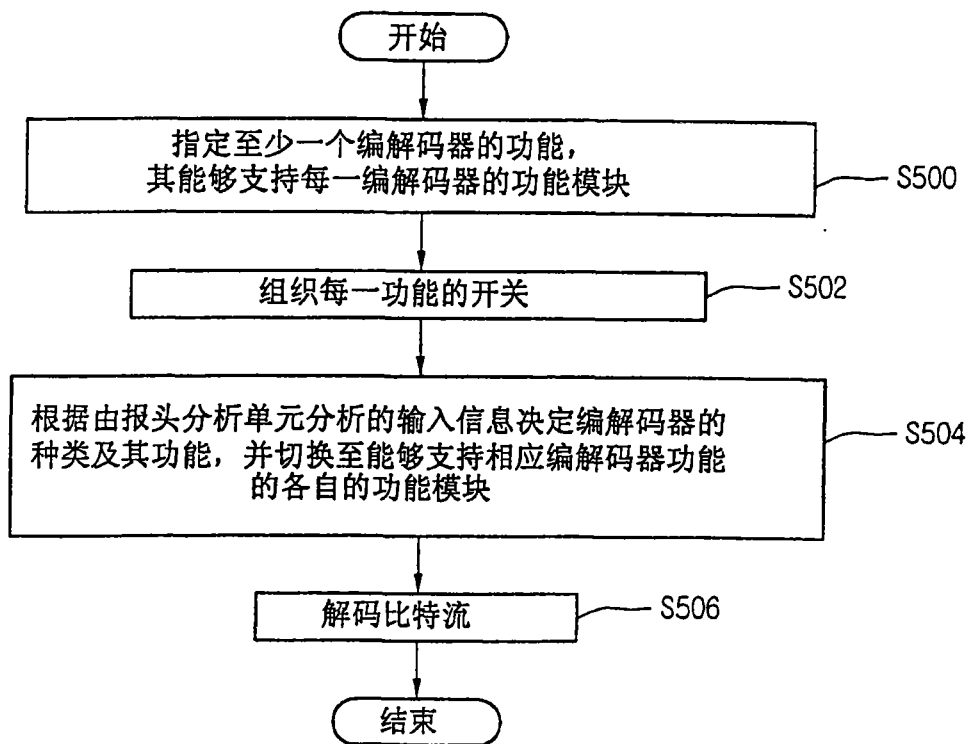 开始
指定至少一个编解码器的功能，
其能够支持每一编解码器的功能模块
S500
组织每一功能的开关
S502
根据由报头分析单元分析的输入信息决定编解码器的
种类及其功能，并切换至能够支持相应编解码器功能
的各自的功能模块
S504
解码比特流
S506
结束